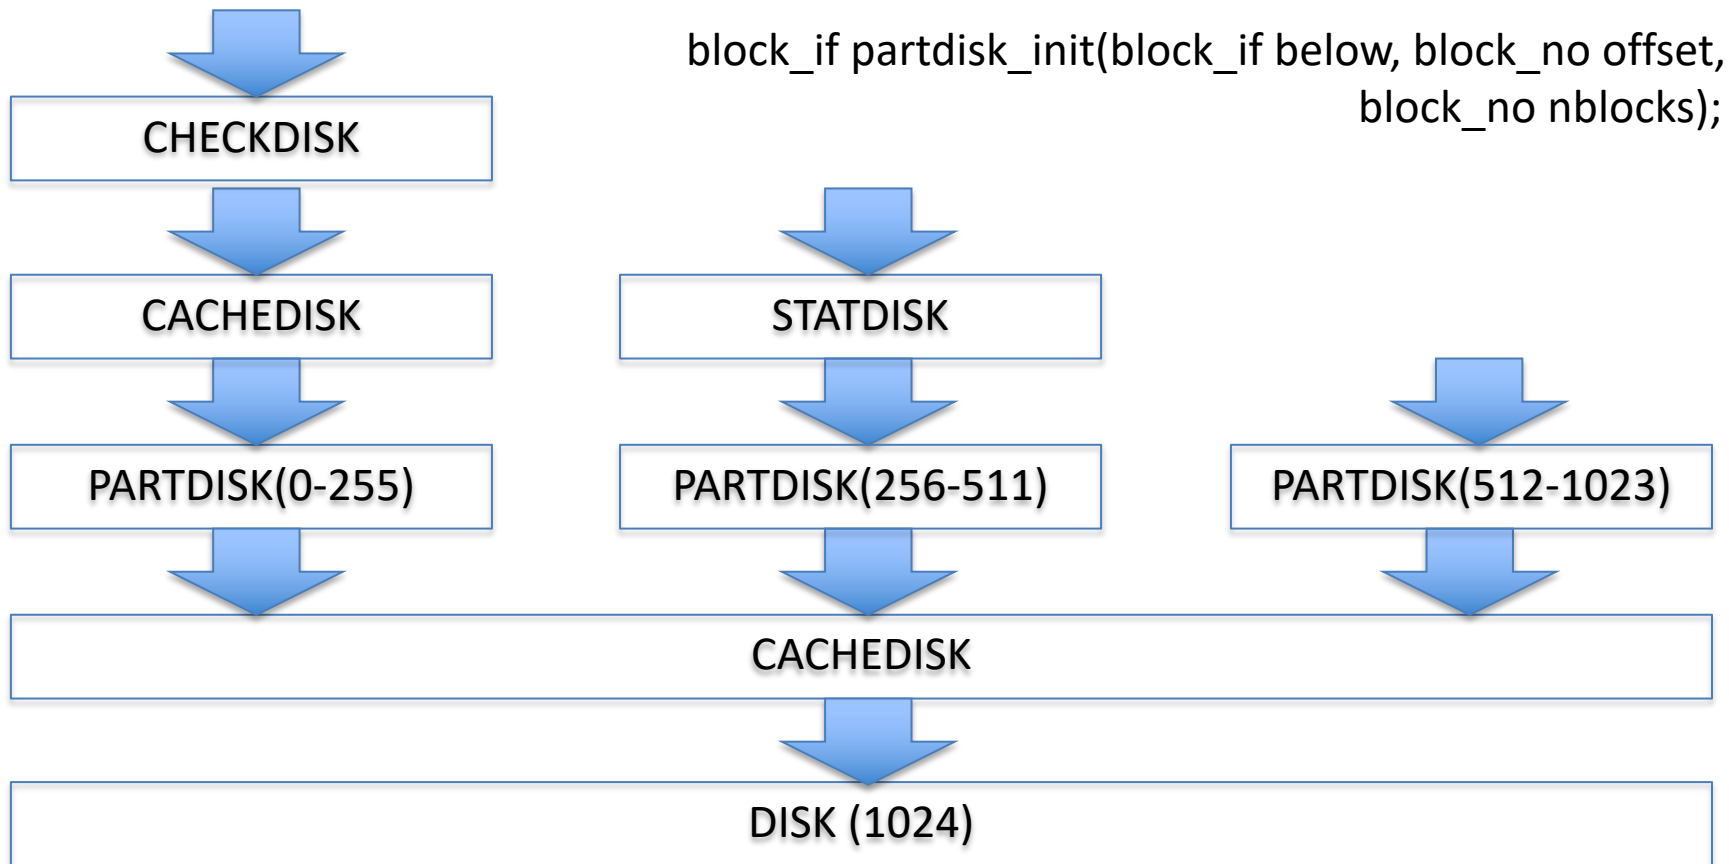 block_if partdisk_init(block_if below, block_no offset,
block_no nblocks);
CHECKDISK
CACHEDISK
STATDISK
PARTDISK(0-255)
PARTDISK(256-511)
PARTDISK(512-1023)
CACHEDISK
DISK (1024)